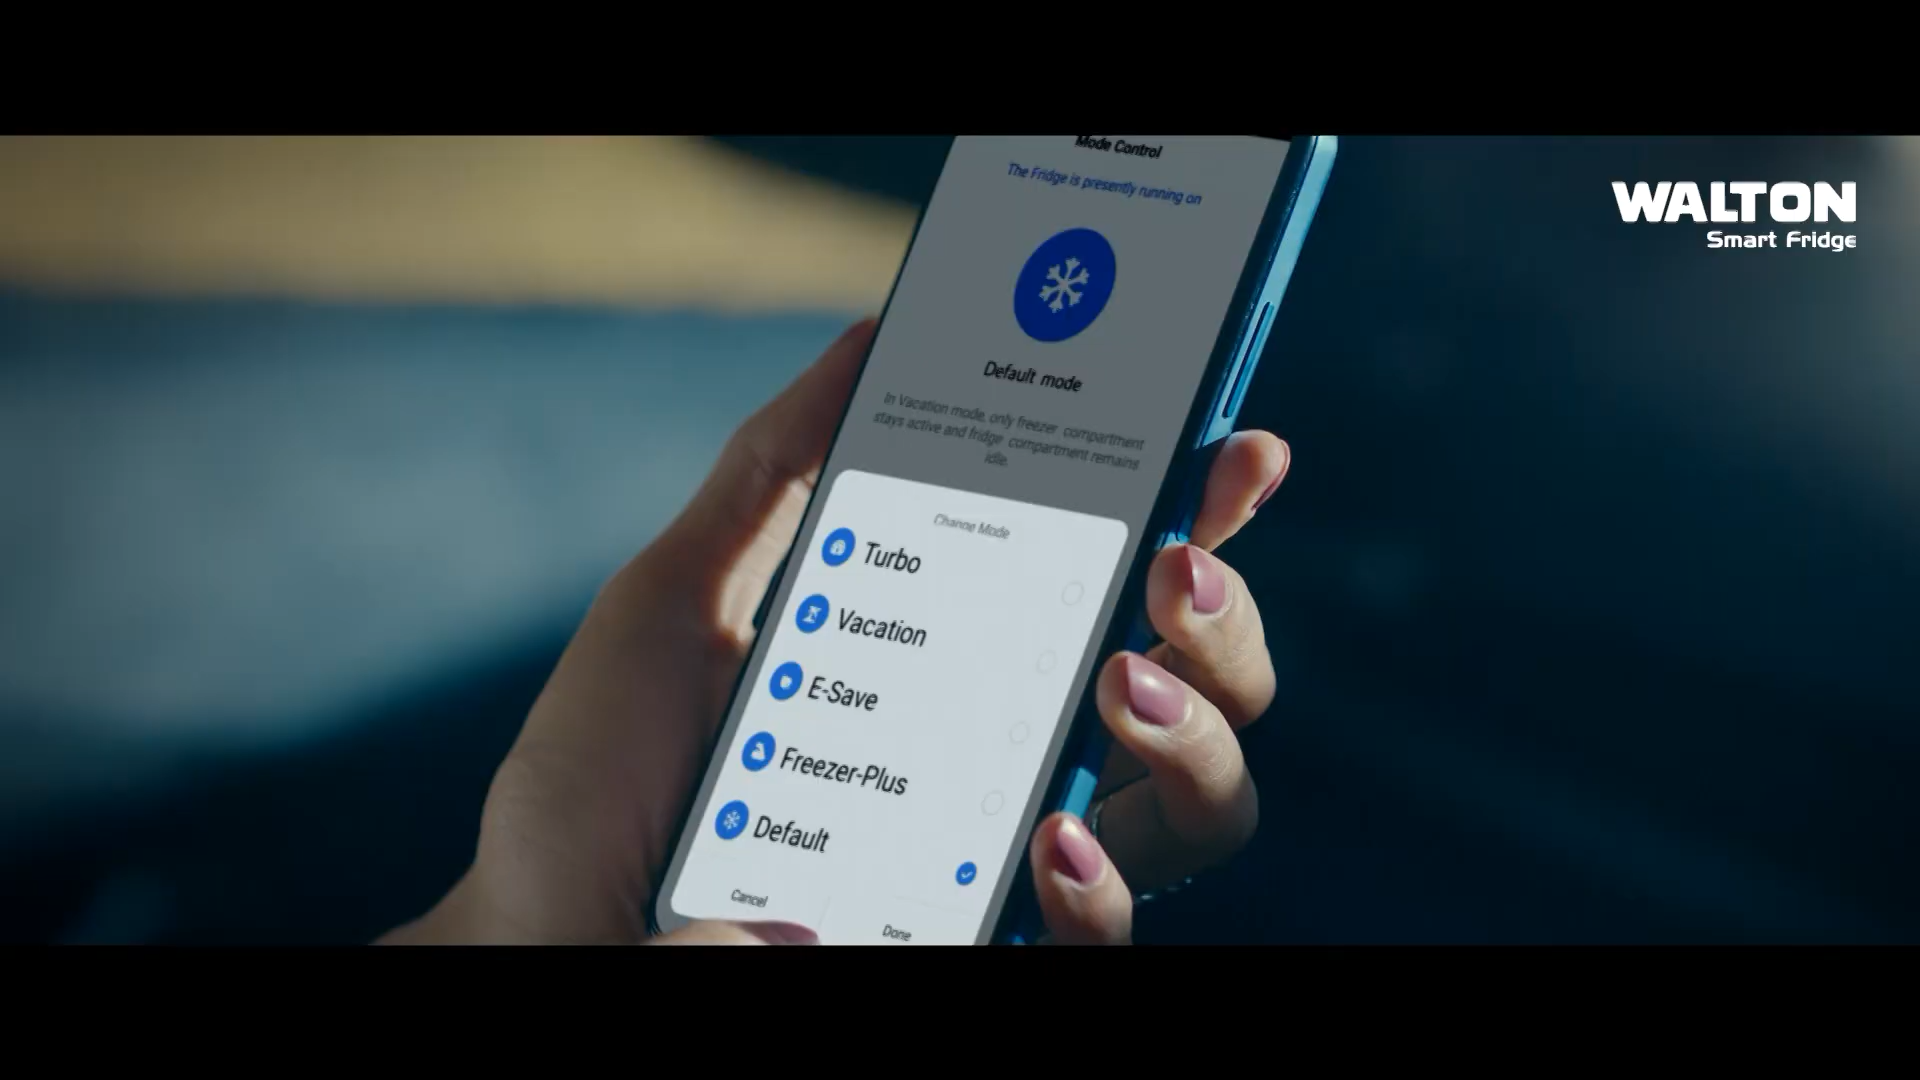 WALTON
Smart Fridge
Mode Control
The Fridge is presently running on
Default mode
In Vacation mode, only freezer compartment
stays active and fridge compartment remains
idle.
Change Mode
Turbo
Vacation
E-Save
Freezer-Plus
Default
Cancel
Done